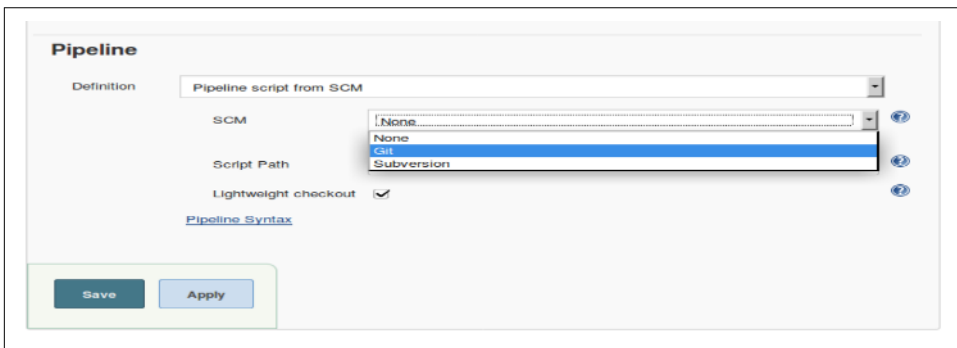 Pipeline
Definition
Pipeline script from SCM
SCM
None
None
Git
Subversion
Script Path
Lightweight checkout
Pipeline Syntax
Save
Apply